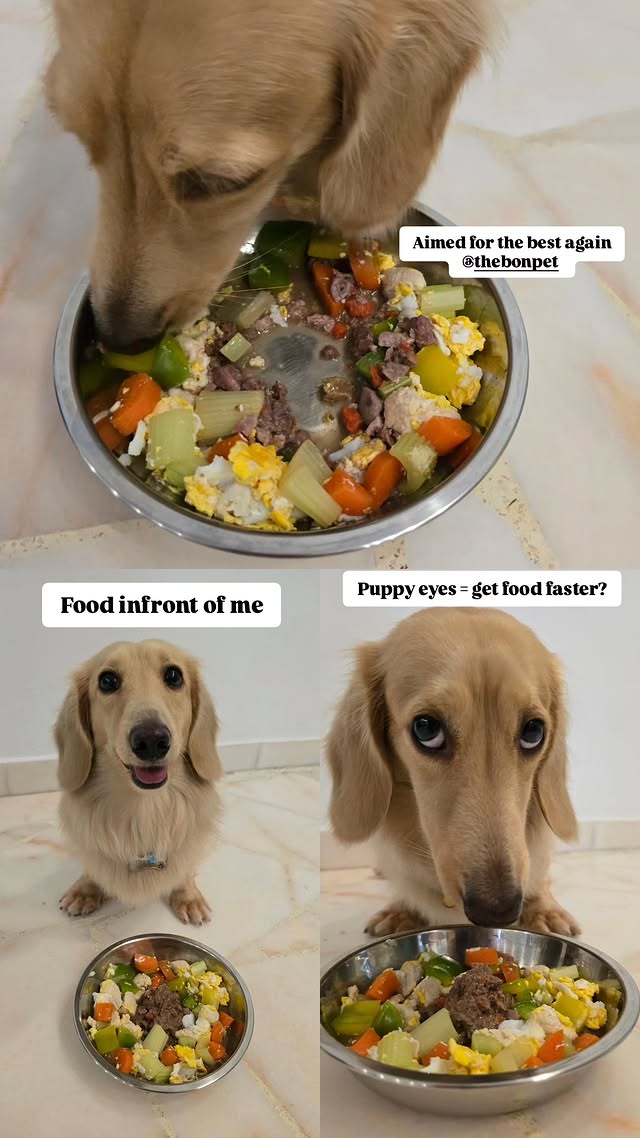 Aimed for the best again
@thebonpet
Food infront of me
Puppy eyes = get food faster?